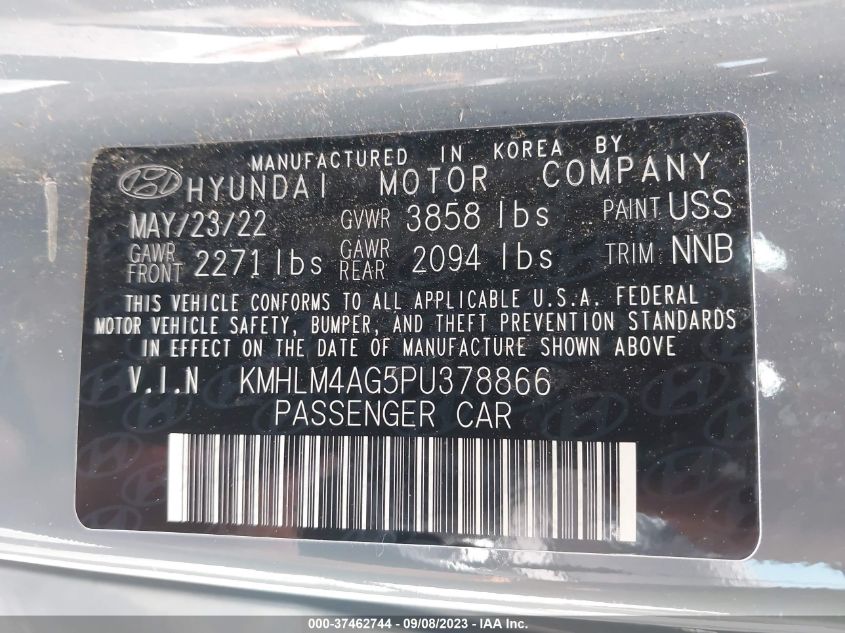 MANUFACTURED IN KOREA BY
HYUNDAI MOTOR COMPANY
MAY/23/22 GVWR 3858 lbs PAINT USS
GAWR FRONT 2271 lbs GAWR REAR 2094 lbs TRIM NNB
THIS VEHICLE CONFORMS TO ALL APPLICABLE U.S.A. FEDERAL
MOTOR VEHICLE SAFETY, BUMPER, AND THEFT PREVENTION STANDARDS
IN EFFECT ON THE DATE OF MANUFACTURE SHOWN ABOVE
V.I.N KMHLM4AG5PU378866
PASSENGER CAR
000-37462744 - 09/08/2023 - IAA Inc.